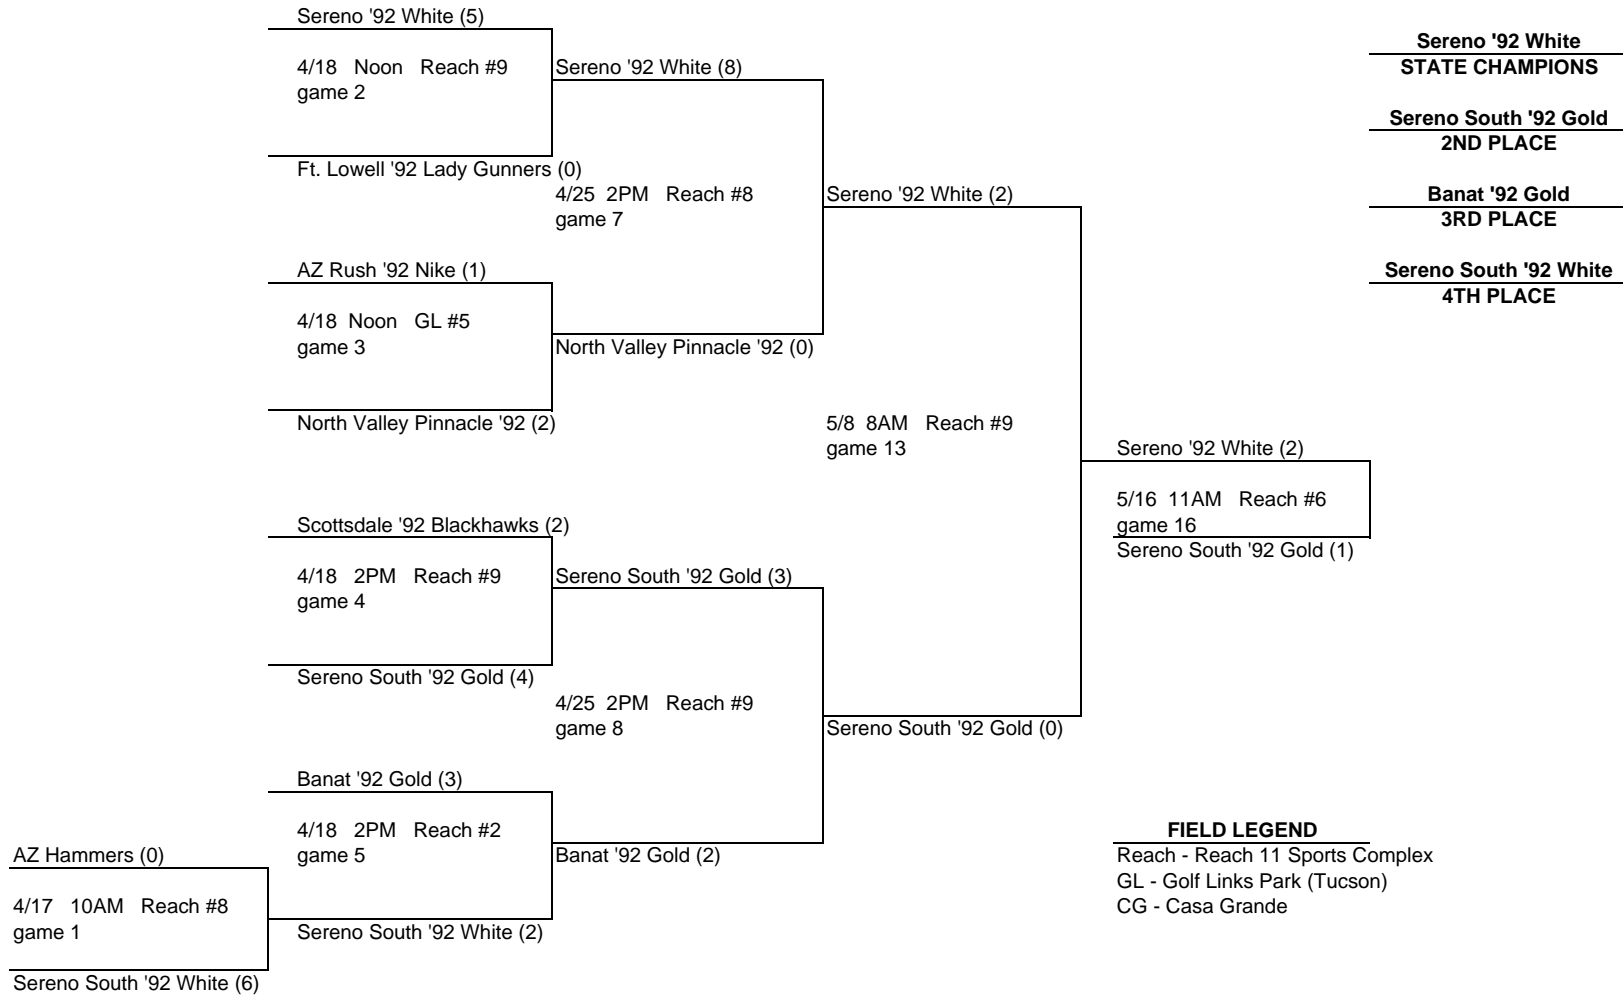 Sereno '92 White (5)
4/18 Noon Reach #9
game 2
Ft. Lowell '92 Lady Gunners (0)
AZ Rush '92 Nike (1)
4/18 Noon GL #5
game 3
North Valley Pinnacle '92 (2)
Scottsdale '92 Blackhawks (2)
4/18 2PM Reach #9
game 4
Sereno South '92 Gold (4)
Banat '92 Gold (3)
4/18 2PM Reach #2
game 5
Sereno South '92 White (2)
AZ Hammers (0)
4/17 10AM Reach #8
game 1
Sereno South '92 White (6)
Sereno '92 White (8)
4/25 2PM Reach #8
game 7
North Valley Pinnacle '92 (0)
Sereno South '92 Gold (3)
4/25 2PM Reach #9
game 8
Banat '92 Gold (2)
Sereno '92 White (2)
5/8 8AM Reach #9
game 13
Sereno South '92 Gold (0)
Sereno '92 White (2)
5/16 11AM Reach #6
game 16
Sereno South '92 Gold (1)
Sereno '92 White
STATE CHAMPIONS
Sereno South '92 Gold
2ND PLACE
Banat '92 Gold
3RD PLACE
Sereno South '92 White
4TH PLACE
FIELD LEGEND
Reach - Reach 11 Sports Complex
GL - Golf Links Park (Tucson)
CG - Casa Grande